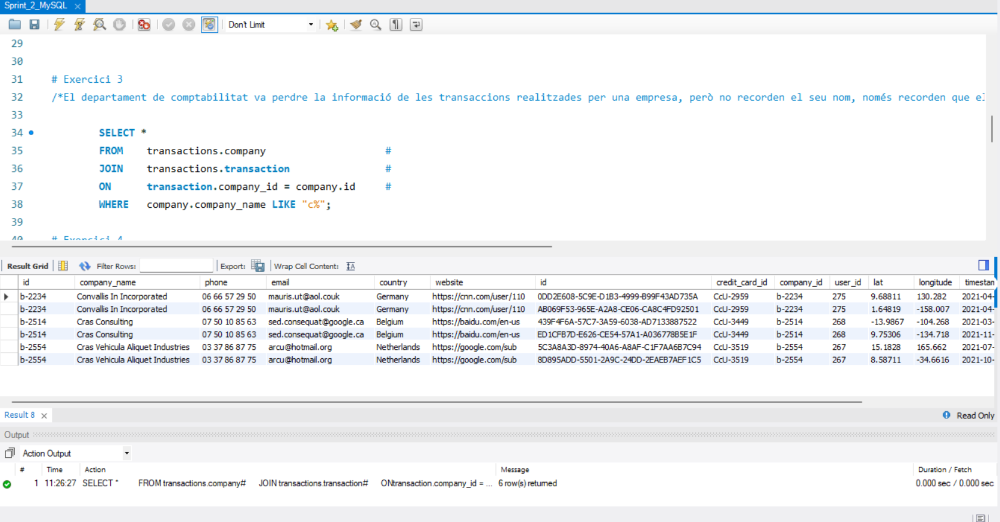 Sprint_2_MySQL
Don't Limit
29
30
31 # Exercici 3
32 /*El departament de comptabilitat va perdre la informació de les transaccions realitzades per una empresa, però no recorden el seu nom, només recorden que el
33
34 SELECT *
35 FROM transactions.company #
36 JOIN transactions.transaction #
37 ON transaction.company_id = company.id #
38 WHERE company.company_name LIKE "c%";
39
40 # Exercici 4
Result Grid Filter Rows: Export: Wrap Cell Content:
id company_name phone email country website id credit_card_id company_id user_id lat longitude timestam
b-2234 Convallis In Incorporated 06 66 57 29 50 mauris.ut@aol.couk Germany https://cnn.com/user/110 0DD2E608-5C9E-D1B3-4999-B99F43AD735A CcU-2959 b-2234 275 9.68811 130.282 2021-04-
b-2234 Convallis In Incorporated 06 66 57 29 50 mauris.ut@aol.couk Germany https://cnn.com/user/110 AB069F53-965E-A2A8-CE06-CA8C4FD92501 CcU-2959 b-2234 275 1.64819 -158.007 2021-04-
b-2514 Cras Consulting 07 50 10 85 63 sed.consequat@google.ca Belgium https://baidu.com/en-us 439F4F6A-57C7-3A59-6038-AD7133887522 CcU-3449 b-2514 268 -13.9867 -104.268 2021-03-
b-2514 Cras Consulting 07 50 10 85 63 sed.consequat@google.ca Belgium https://baidu.com/en-us ED1CFB7D-E626-CE54-57A1-A036778B5E1F CcU-3449 b-2514 268 9.75306 -134.718 2021-11-
b-2554 Cras Vehicula Aliquet Industries 03 37 86 87 75 arcu@hotmail.org Netherlands https://google.com/sub 5C3A8A3D-8974-40A6-A8AF-C1F7AA6B7C94 CcU-3519 b-2554 267 15.1828 165.662 2021-07-
b-2554 Cras Vehicula Aliquet Industries 03 37 86 87 75 arcu@hotmail.org Netherlands https://google.com/sub 8D895ADD-5501-2A9C-24DD-2EAEB7AEF1C5 CcU-3519 b-2554 267 8.58711 -34.6616 2021-10-
Result 8 Read Only
Output
Action Output
# Time Action Message Duration / Fetch
1 11:26:27 SELECT * FROM transactions.company# JOIN transactions.transaction# ONtransaction.company_id = ... 6 row(s) returned 0.000 sec / 0.000 sec